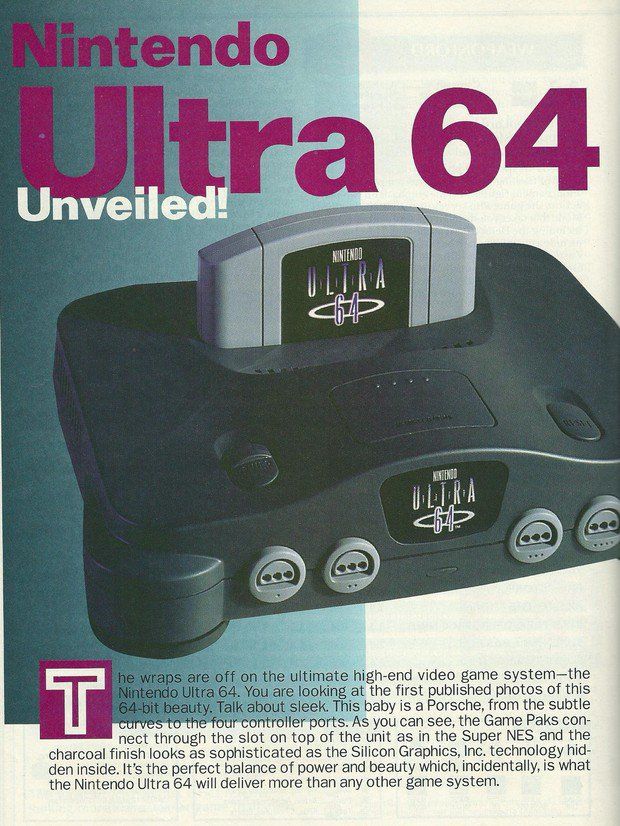 Nintendo
Ultra 64
Unveiled!
NINTENDO
ULTRA
64
POWER
RESET
NINTENDO
ULTRA
64™
The wraps are off on the ultimate high-end video game system—the
Nintendo Ultra 64. You are looking at the first published photos of this
64-bit beauty. Talk about sleek. This baby is a Porsche, from the subtle
curves to the four controller ports. As you can see, the Game Paks con-
nect through the slot on top of the unit as in the Super NES and the
charcoal finish looks as sophisticated as the Silicon Graphics, Inc. technology hid-
den inside. It's the perfect balance of power and beauty which, incidentally, is what
the Nintendo Ultra 64 will deliver more than any other game system.